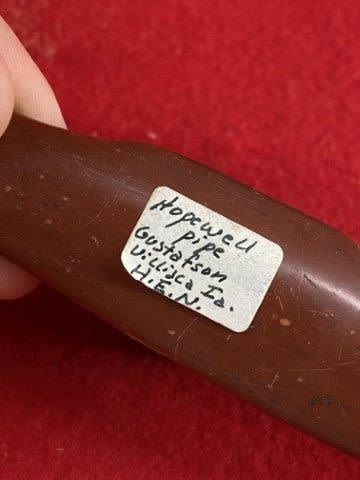 Hopewell
pipe
Gustafson
Villisca Ia.
H.E.N.